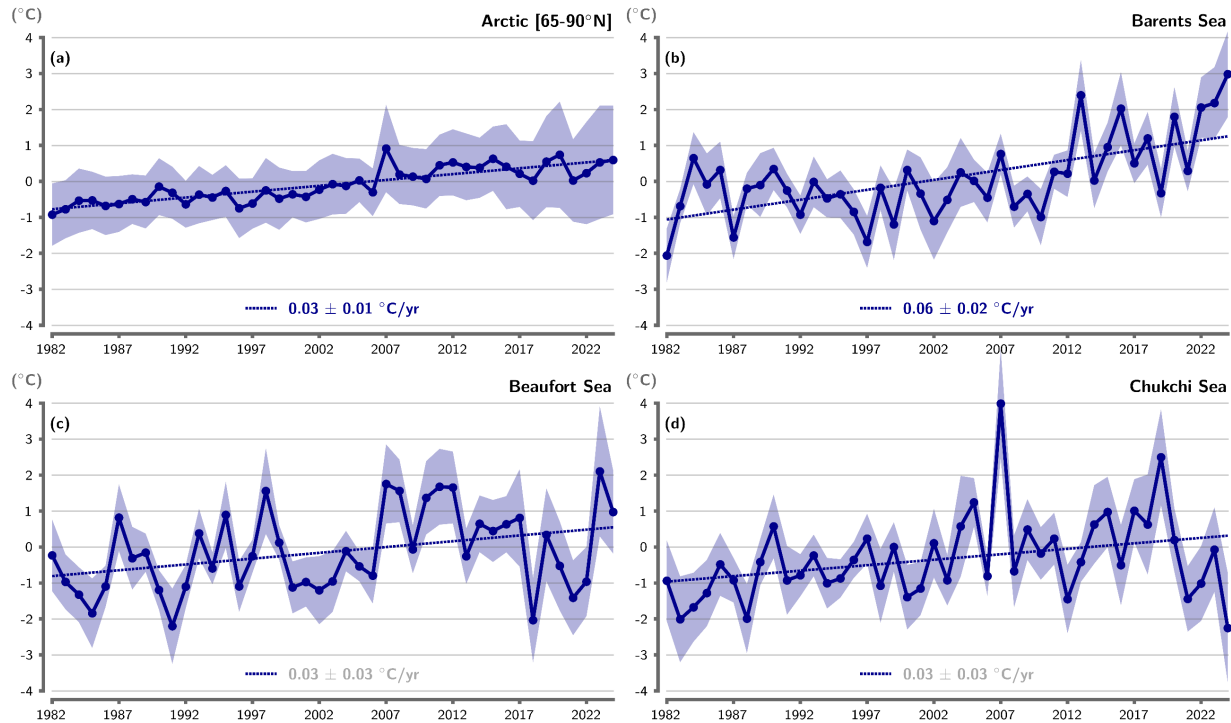 (°C)
Arctic [65-90°N]
(a)
4
3
2
1
0
-1
-2
-3
-4
0.03 ± 0.01 °C/yr
1982 1987 1992 1997 2002 2007 2012 2017 2022
(°C)
Barents Sea
(b)
4
3
2
1
0
-1
-2
-3
-4
0.06 ± 0.02 °C/yr
1982 1987 1992 1997 2002 2007 2012 2017 2022
(°C)
Beaufort Sea
(c)
4
3
2
1
0
-1
-2
-3
-4
0.03 ± 0.03 °C/yr
1982 1987 1992 1997 2002 2007 2012 2017 2022
(°C)
Chukchi Sea
(d)
4
3
2
1
0
-1
-2
-3
-4
0.03 ± 0.03 °C/yr
1982 1987 1992 1997 2002 2007 2012 2017 2022